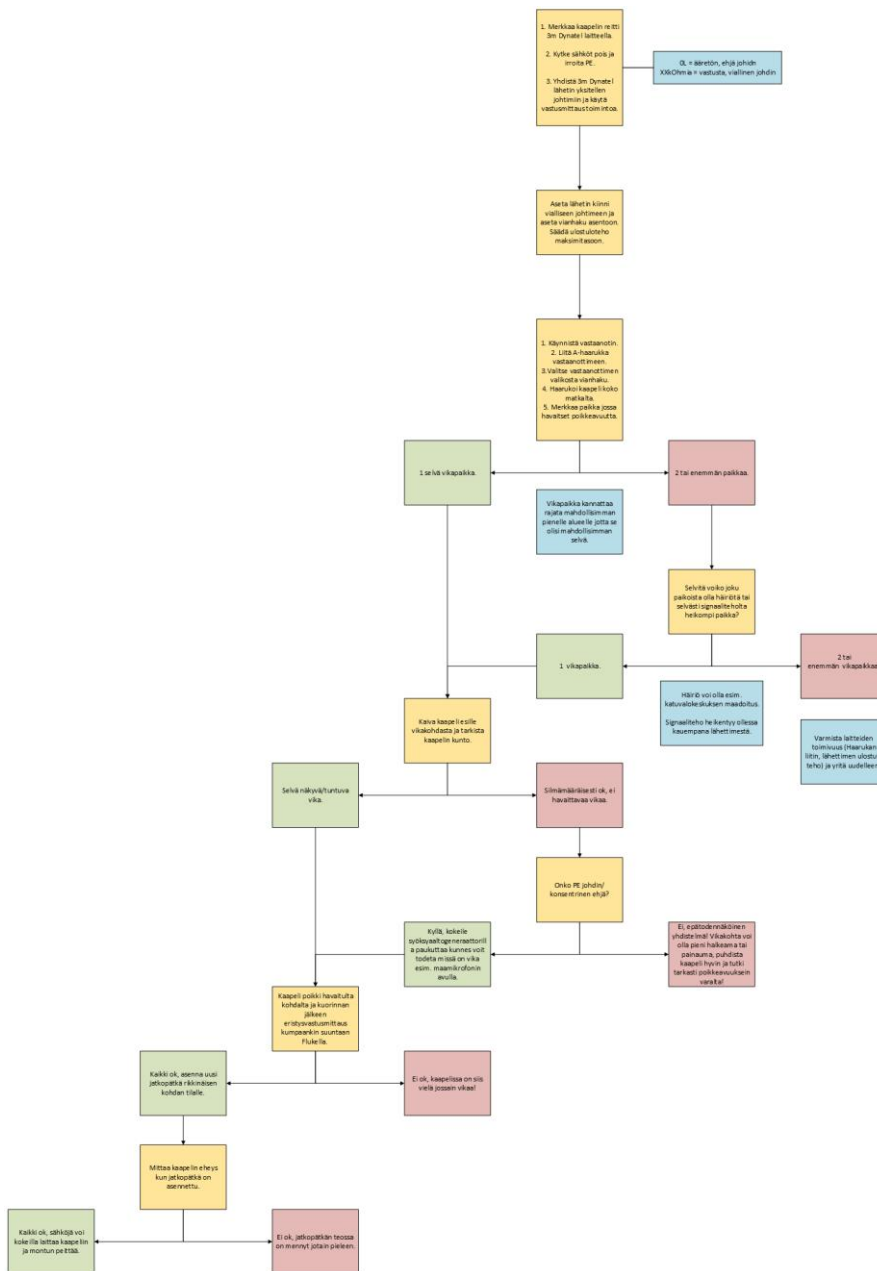 1. Merkkaa kaapelin reitti
3m Dynatel laitteella.
2. Kytke sähköt pois ja
irroita PE.
3. Yhdistä 3m Dynatel
lähetin yksitellen
johtimiin ja käytä
vastusmittaus toimintoa.
0L = ääretön, ehjä johidn
XXkOhmia = vastusta, viallinen johdin
Aseta lähetin kiinni
vialliseen johtimeen ja
aseta vianhaku asentoon.
Säädä ulostuloteho
maksimitasoon.
1. Käynnistä vastaanotin.
2. Liitä A-haarukka
vastaanottimeen.
3.Valitse vastaanottimen
valikosta vianhaku.
4. Haarukoi kaapeli koko
matkalta.
5. Merkkaa paikka jossa
havaitset poikkeavuutta.
1 selvä vikapaikka.
2 tai enemmän paikkaa.
Vikapaikka kannattaa
rajata mahdollisimman
pienelle alueelle jotta se
olisi mahdollisimman
selvä.
Selvitä voiko joku
paikoista olla häiriötä tai
selvästi signaaliteholta
heikompi paikka?
1 vikapaikka.
2 tai
enemmän vikapaikkaa
Häiriö voi olla esim.
katuvalokeskuksen maadoitus.
Signaaliteho heikentyy ollessa
kauempana lähettimestä.
Varmista laitteiden
toimivuus (Haarukan
liitin, lähettimen ulostulo
teho) ja yritä uudelleen
Kaiva kaapeli esille
vikakohdasta ja tarkista
kaapelin kunto.
Selvä näkyvä/tuntuva
vika.
Silmämääräisesti ok, ei
havaittavaa vikaa.
Onko PE johdin/
konsentrinen ehjä?
Kyllä, kokeile
syöksyaaltogeneraattorill
a paukuttaa kunnes voit
todeta missä on vika
esim. maamikrofonin
avulla.
Ei, epätodennäköinen
yhdistelmä! Vikakohta voi
olla pieni halkeama tai
painauma, puhdista
kaapeli hyvin ja tutki
tarkasti poikkeavuuksein
varalta!
Kaapeli poikki havaitulta
kohdalta ja kuorinnan
jälkeen
eristysvastusmittaus
kumpaankin suuntaan
Flukella.
Kaikki ok, asenna uusi
jatkopätkä rikkinäisen
kohdan tilalle.
Ei ok, kaapelissa on siis
vielä jossain vikaa!
Mittaa kaapelin eheys
kun jatkopätkä on
asennettu.
Kaikki ok, sähköjä voi
kokeilla laittaa kaapeliin
ja montun peittää.
Ei ok, jatkopätkän teossa
on mennyt jotain pieleen.